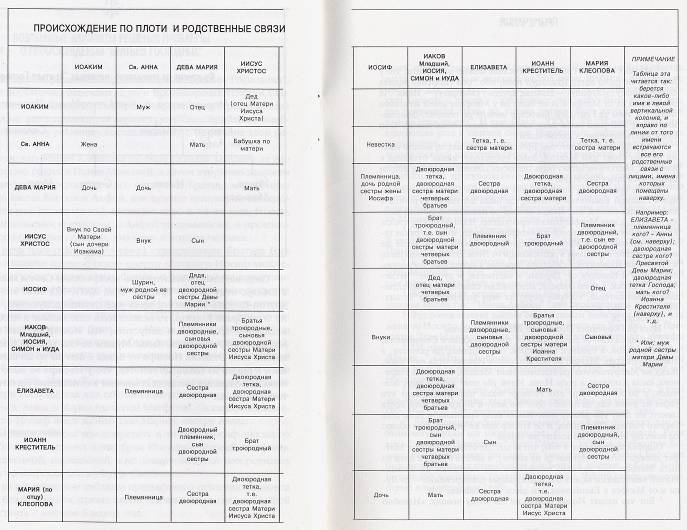 ПРОИСХОЖДЕНИЕ ПО ПЛОТИ И РОДСТВЕННЫЕ СВЯЗИ
ИОАКИМ
Св. АННА
ДЕВА МАРИЯ
ИИСУС
ХРИСТОС
ИОАКИМ
Муж
Отец
Дед
(отец Матери
Иисуса
Христа)
Св. АННА
Жена
Мать
Бабушка по
матери
ДЕВА МАРИЯ
Дочь
Дочь
Мать
ИИСУС
ХРИСТОС
Внук по Своей
Матери
(сын дочери
Иоакима)
Внук
Сын
ИОСИФ
Шурин,
муж родной ее
сестры
Дядя,
отец
двоюродной
сестры Девы
Марии *
ИАКОВ
Младший,
ИОСИЯ,
СИМОН и ИУДА
Племянники
двоюродные,
сыновья
двоюродной
сестры
Братья
троюродные,
сыновья
двоюродной
сестры Матери
Иисуса Христа
ЕЛИЗАВЕТА
Племянница
Сестра
двоюродная
Двоюродная
тетка,
двоюродная
сестра Матери
Иисуса Христа
ИОАНН
КРЕСТИТЕЛЬ
Двоюродный
племянник,
сын
двоюродной
сестры
Брат
троюродный
МАРИЯ (по
отцу)
КЛЕОПОВА
Племянница
Сестра
двоюродная
Двоюродная
тетка,
т.е.
двоюродная
сестра Матери
Иисуса Христа
ИОСИФ
ИАКОВ
Младший,
ИОСИЯ,
СИМОН и ИУДА
ЕЛИЗАВЕТА
ИОАНН
КРЕСТИТЕЛЬ
МАРИЯ
КЛЕОПОВА
Невестка
Тетка, т. е.
сестра матери
Тетка, т. е.
сестра матери
Племянница,
дочь родной
сестры жены
Иосифа
Двоюродная
тетка,
двоюродная
сестра матери
четверых
братьев
Сестра
двоюродная
Двоюродная
тетка,
двоюродная
сестра матери
Сестра
двоюродная
Брат
троюродный,
т.е. сын
двоюродной
сестры матери
четверых
братьев
Племянник
двоюродный
Брат
троюродный
Племянник
двоюродный,
т.е. сын ее
двоюродной
сестры
Дед,
отец матери
четверых
братьев
Отец
Внуки
Племянники
двоюродные,
сыновья
двоюродной
сестры
Братья
троюродные,
сыновья
двоюродной
сестры матери
Иоанна
Крестителя
Сыновья
Двоюродная
тетка,
двоюродная
сестра матери
четверых
братьев
Мать
Сестра
двоюродная
Брат
троюродный,
сын
двоюродной
сестры матери
четверых
братьев
Сын
Племянник
двоюродный,
сын
двоюродной
сестры
Дочь
Мать
Сестра
двоюродная
Двоюродная
тетка,
т.е.
двоюродная
сестра Матери
Иисус Христа
ПРИМЕЧАНИЕ
Таблица эта
читается так:
берется
какое-либо
имя в левой
вертикальной
колонке, и
вправо по
линии от того
имени
встречаются
все его
родственные
связи с
лицами, имена
которых
помещены
наверху.
Например:
ЕЛИЗАВЕТА -
племянница
кого? - Анны
(см. наверху);
двоюродная
сестра кого?
Пресвятой
Девы Марии;
двоюродная
тетка Господа;
мать кого?
Иоанна
Крестителя
(наверху), и
т.д.
* Или: муж
родной сестры
матери Девы
Марии